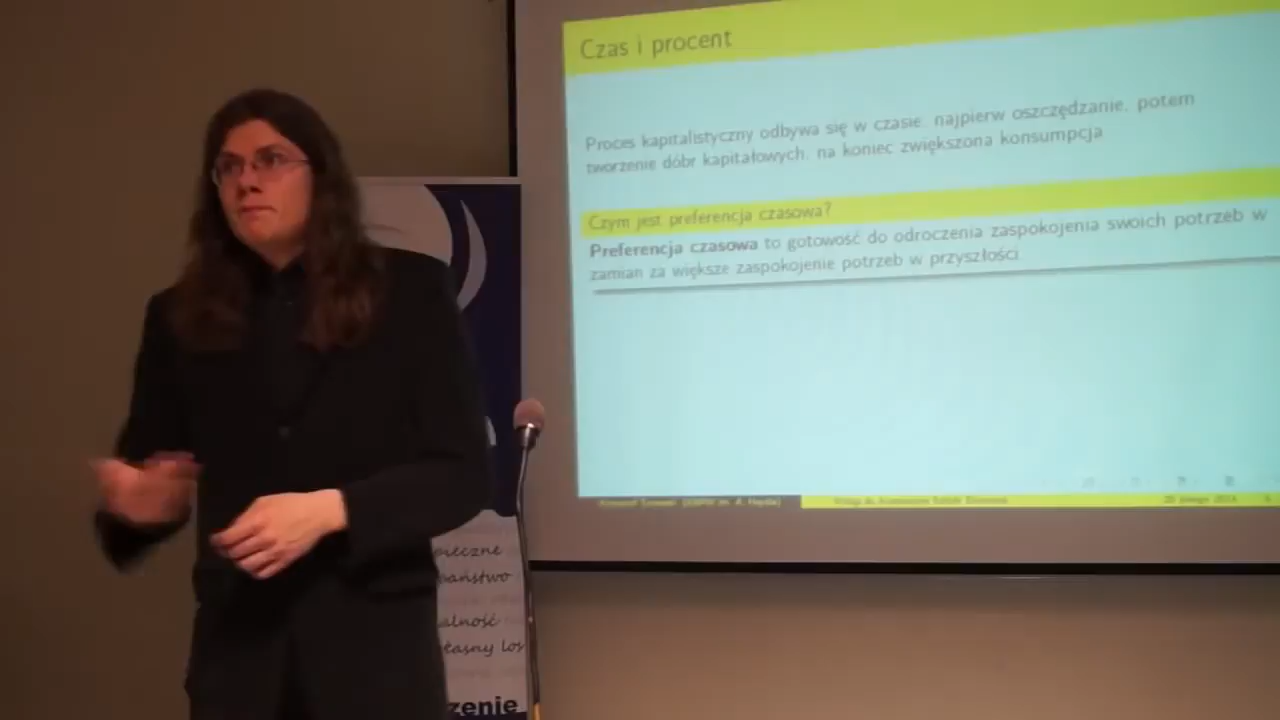 Czas i procent
Proces kapitalistyczny odbywa się w czasie: najpierw oszczędzanie, potem
tworzenie dóbr kapitałowych, na koniec zwiększona konsumpcja
Czym jest preferencja czasowa?
Preferencja czasowa to gotowość do odroczenia zaspokojenia swoich potrzeb w
zamian za większe zaspokojenie potrzeb w przyszłości
pieczne
państwo
alność
łasny los
zenie